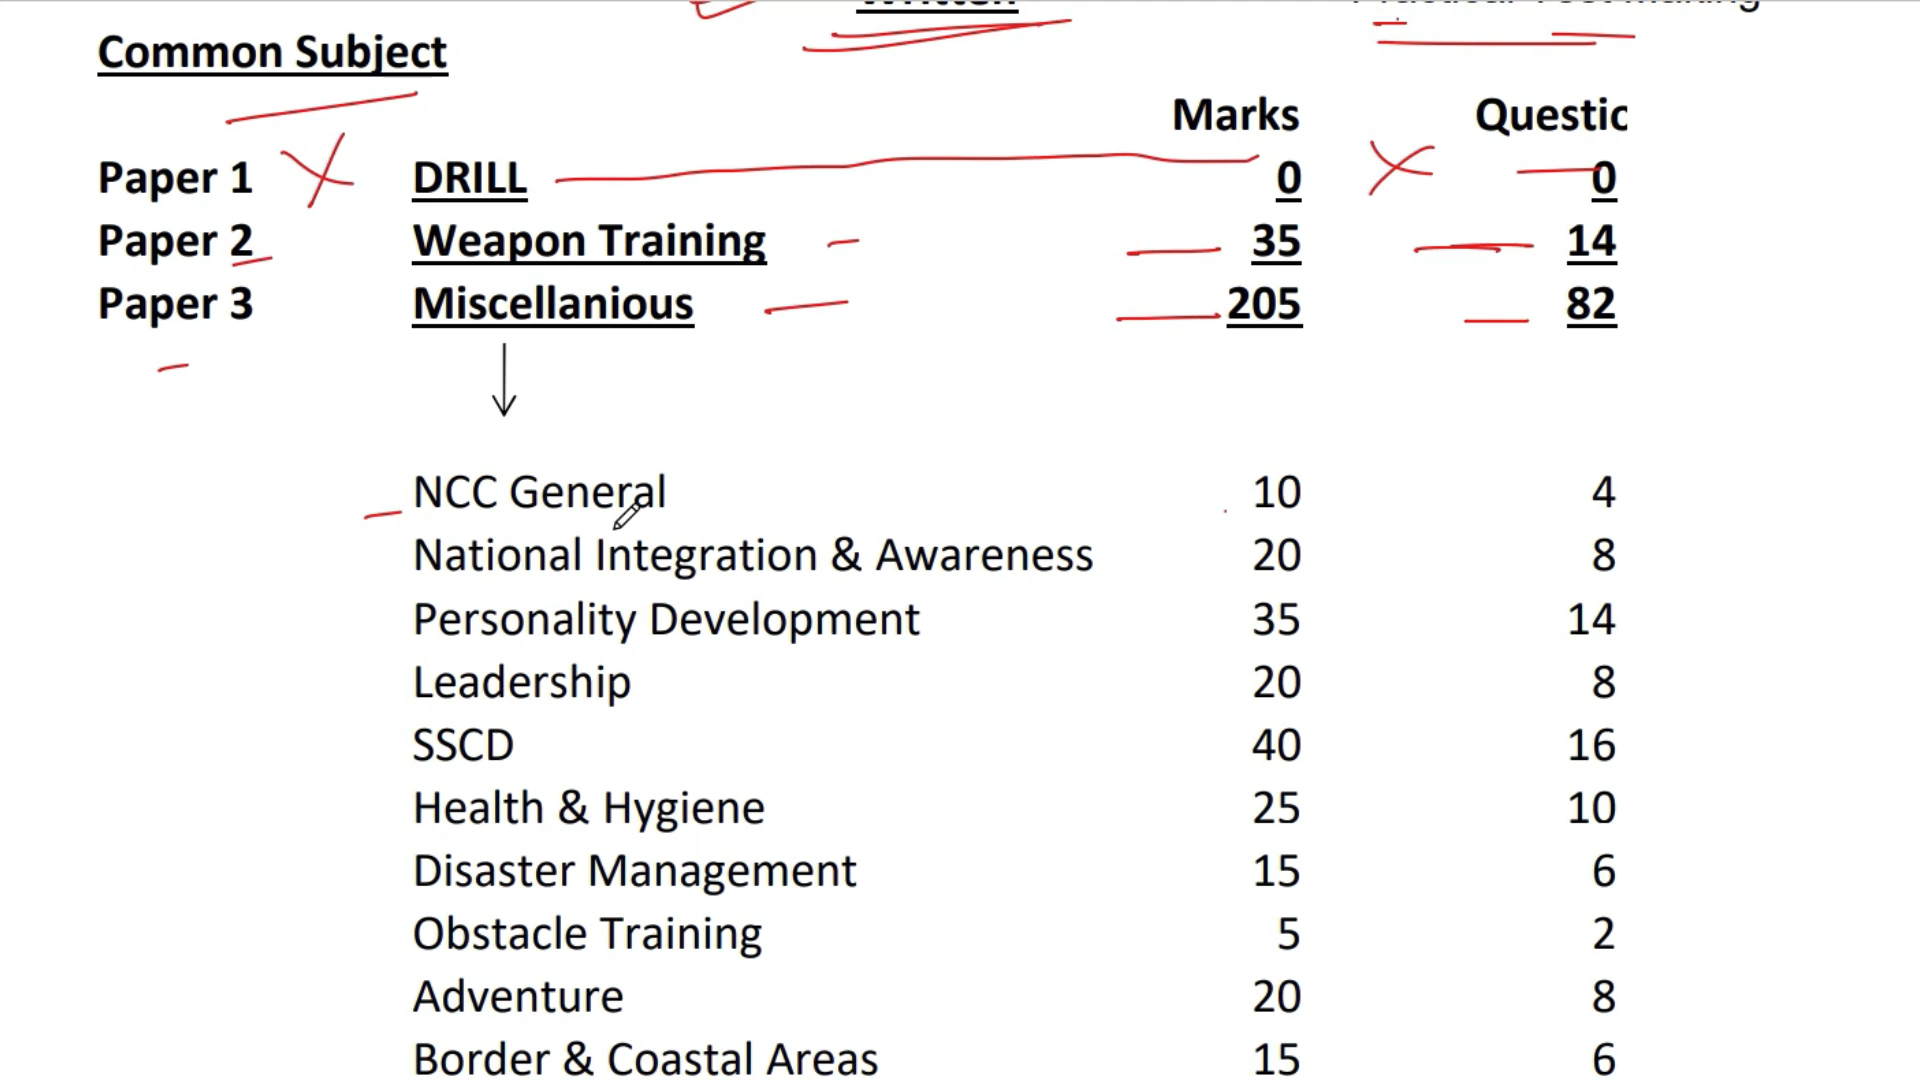 Written
Common Subject
Marks Questic
Paper 1 DRILL 0 0
Paper 2 Weapon Training 35 14
Paper 3 Miscellanious 205 82
NCC General 10 4
National Integration & Awareness 20 8
Personality Development 35 14
Leadership 20 8
SSCD 40 16
Health & Hygiene 25 10
Disaster Management 15 6
Obstacle Training 5 2
Adventure 20 8
Border & Coastal Areas 15 6